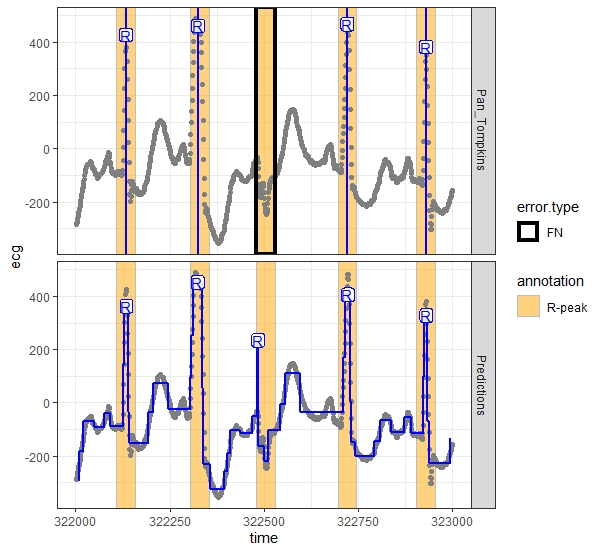 400
200
0
-200
R
R
R
R
Pan_Tompkins
400
200
0
-200
R
R
R
R
R
Predictions
322000
322250
322500
322750
323000
time
ecg
error.type
FN
annotation
R-peak